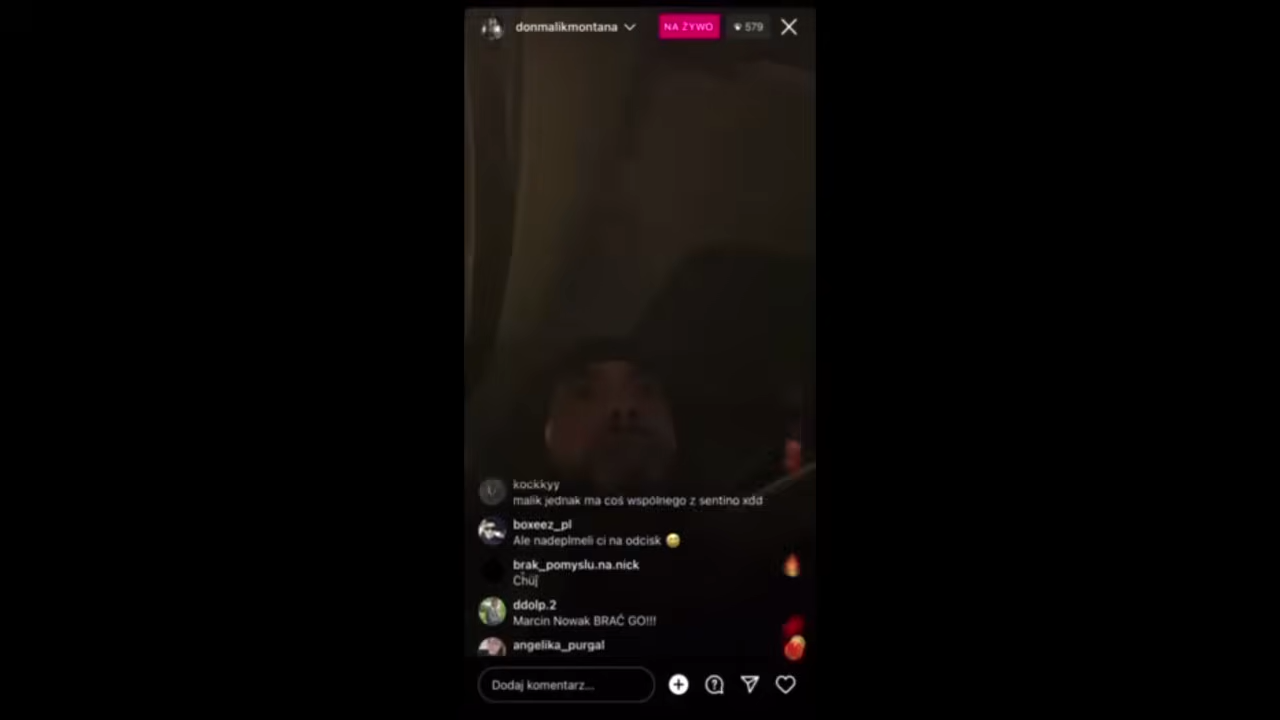 donmalikmontana
NA ŻYWO
579
kockkyy
malik jednak ma coś wspólnego z sentino xdd
boxeez_pl
Ale nadeplmeli ci na odcisk 😅
brak_pomyslu.na.nick
ddolp.2
Marcin Nowak BRAĆ GO!!!
angelika_purgal
Dodaj komentarz...